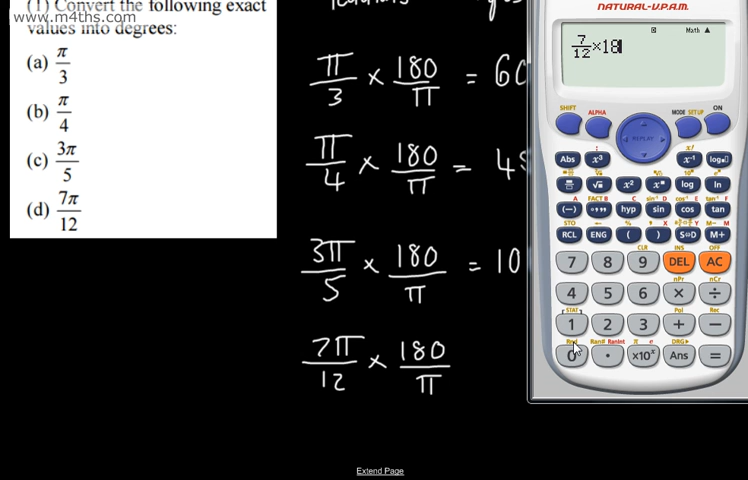 www.m4ths.com
(1) Convert the following exact
values into degrees:
(a) π/3
(b) π/4
(c) 3π/5
(d) 7π/12
π/3 × 180/π = 60
π/4 × 180/π = 45
3π/5 × 180/π = 10
7π/12 × 180/π
NATURAL-V.P.A.M.
Math ▲
7/12×18
SHIFT ALPHA REPLAY MODE SETUP ON
Abs x³ x⁻¹ log
√ x² log ln
(−) hyp sin cos tan
RCL ENG ( ) S⇔D M+
7 8 9 DEL AC
4 5 6 × ÷
1 2 3 + −
0 • ×10ˣ Ans =
Extend Page